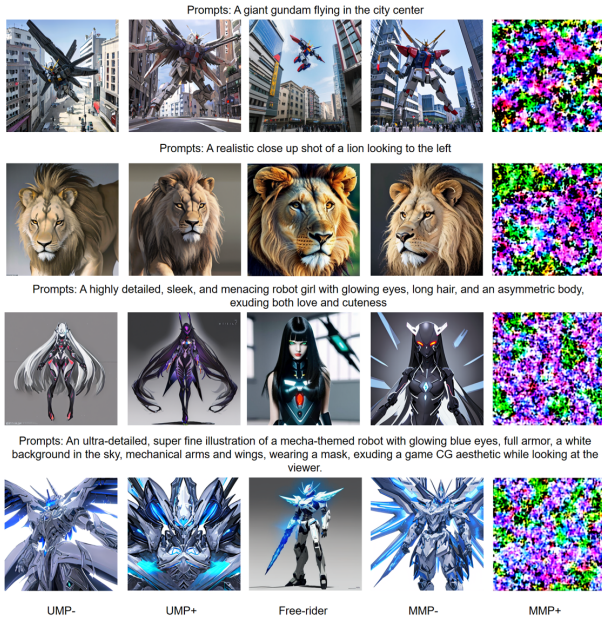 Prompts: A giant gundam flying in the city center
Prompts: A realistic close up shot of a lion looking to the left
Prompts: A highly detailed, sleek, and menacing robot girl with glowing eyes, long hair, and an asymmetric body,
exuding both love and cuteness
Prompts: An ultra-detailed, super fine illustration of a mecha-themed robot with glowing blue eyes, full armor, a white
background in the sky, mechanical arms and wings, wearing a mask, exuding a game CG aesthetic while looking at the
viewer.
UMP- UMP+ Free-rider MMP- MMP+